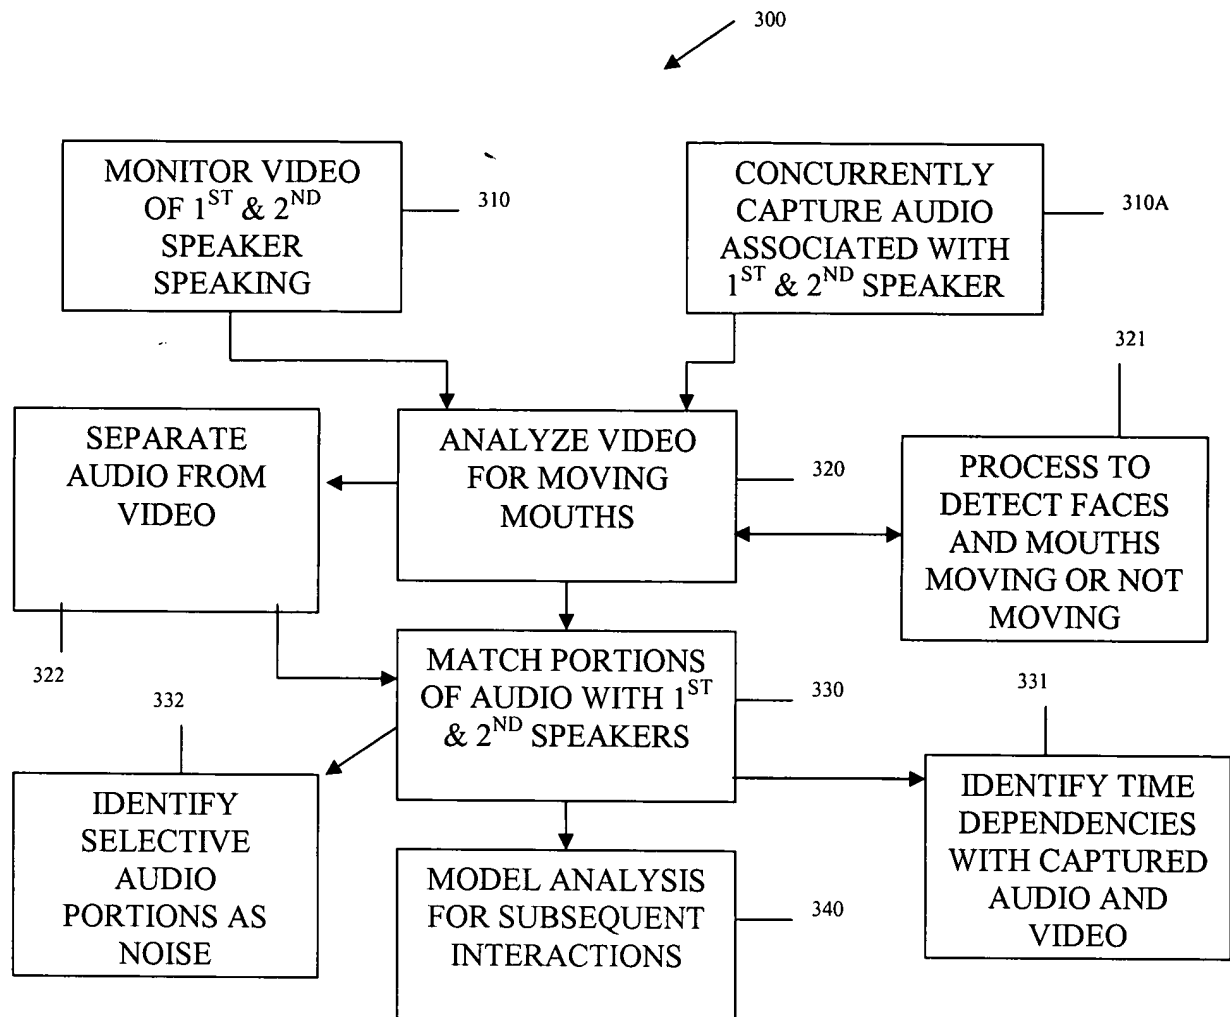 300
MONITOR VIDEO
OF 1ST & 2ND
SPEAKER
SPEAKING
310
CONCURRENTLY
CAPTURE AUDIO
ASSOCIATED WITH
1ST & 2ND SPEAKER
310A
321
SEPARATE
AUDIO FROM
VIDEO
322
ANALYZE VIDEO
FOR MOVING
MOUTHS
320
PROCESS TO
DETECT FACES
AND MOUTHS
MOVING OR NOT
MOVING
332
MATCH PORTIONS
OF AUDIO WITH 1ST
& 2ND SPEAKERS
330
331
IDENTIFY
SELECTIVE
AUDIO
PORTIONS AS
NOISE
MODEL ANALYSIS
FOR SUBSEQUENT
INTERACTIONS
340
IDENTIFY TIME
DEPENDENCIES
WITH CAPTURED
AUDIO AND
VIDEO